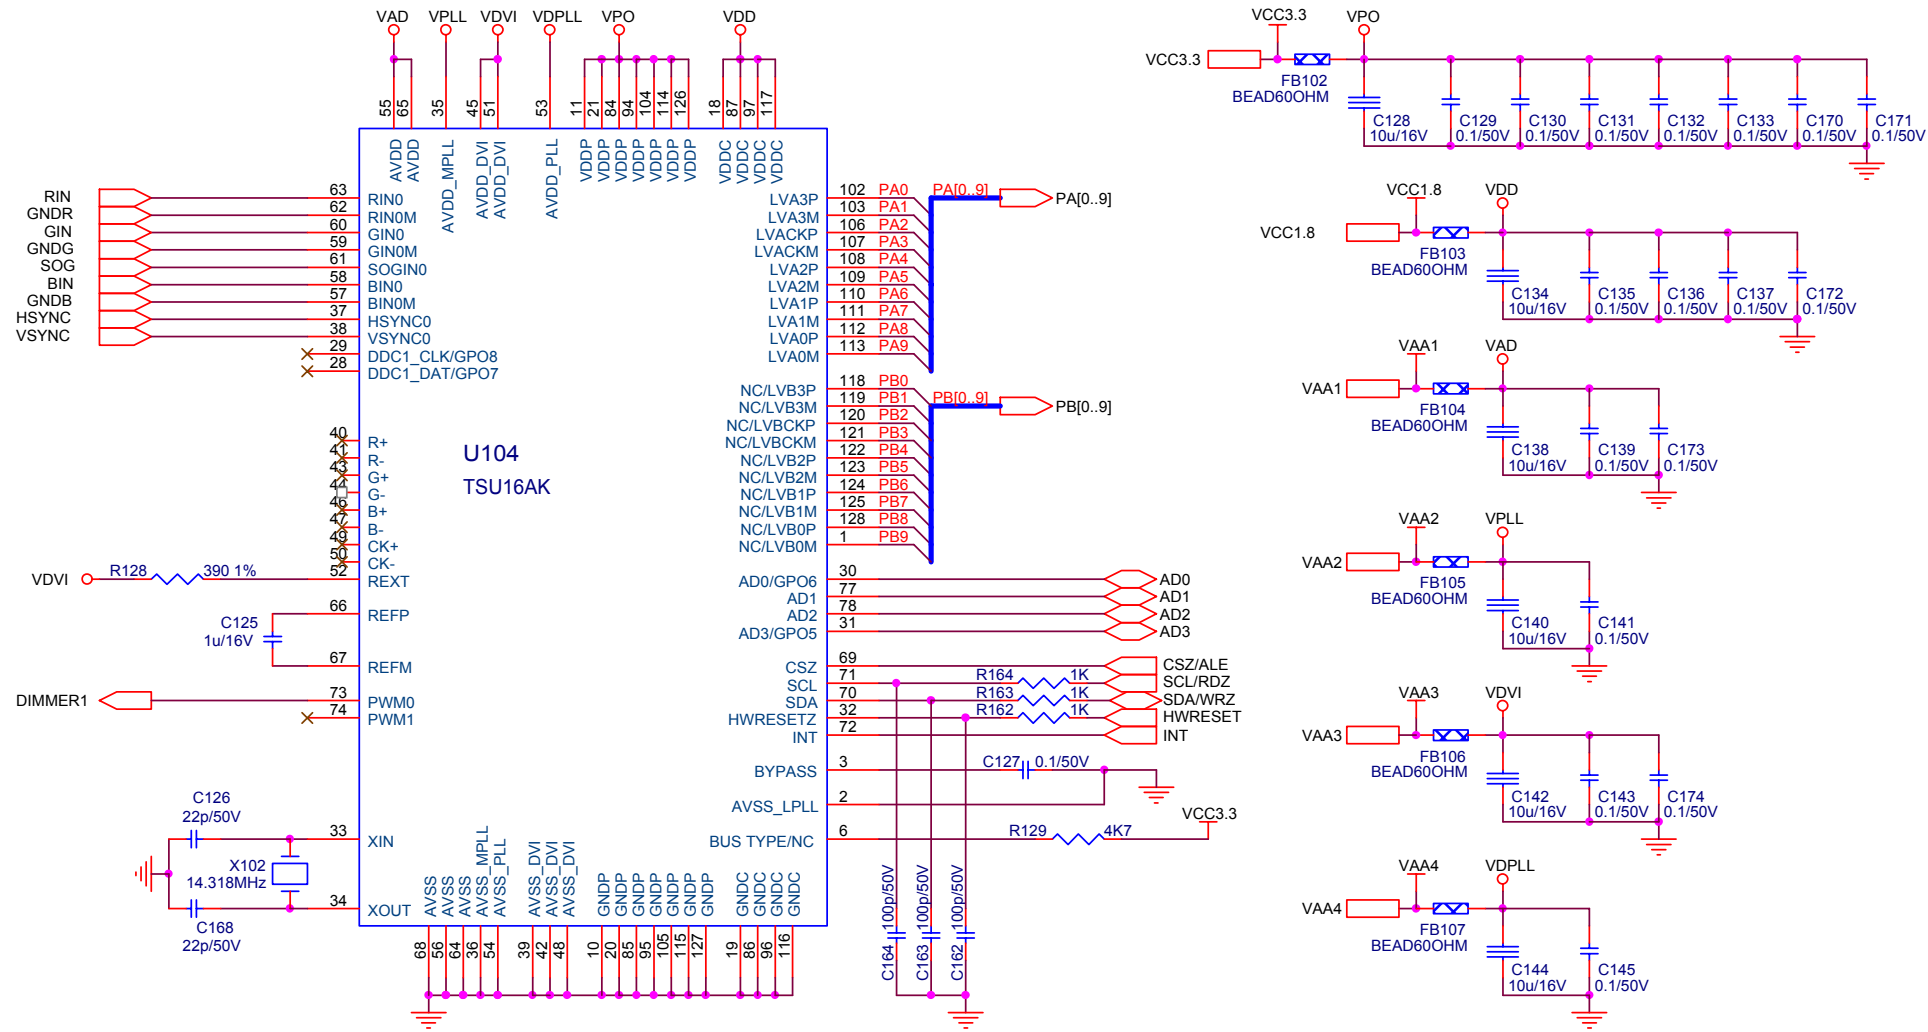 VAD VPLL VDVI VDPLL VPO VDD
55 65 35 45 51 53 11 21 84 94 104 114 126 18 87 97 117
AVDD AVDD AVDD_MPLL AVDD_DVI AVDD_DVI AVDD_PLL VDDP VDDP VDDP VDDP VDDP VDDP VDDP VDDC VDDC VDDC VDDC
RIN 63 RIN0
GNDR 62 RIN0M
GIN 60 GIN0
GNDG 59 GIN0M
SOG 61 SOGIN0
BIN 58 BIN0
GNDB 57 BIN0M
HSYNC 37 HSYNC0
VSYNC 38 VSYNC0
29 DDC1_CLK/GPO8
28 DDC1_DAT/GPO7
40 R+
41 R-
43 G+
44 G-
46 B+
47 B-
49 CK+
50 CK-
VDVI R128 390 1% 52 REXT
66 REFP
C125
1u/16V
67 REFM
DIMMER1 73 PWM0
74 PWM1
C126
22p/50V
33 XIN
X102
14.318MHz
34 XOUT
C168
22p/50V
U104
TSU16AK
LVA3P 102 PA0 PA[0..9] PA[0..9]
LVA3M 103 PA1
LVACKP 106 PA2
LVACKM 107 PA3
LVA2P 108 PA4
LVA2M 109 PA5
LVA1P 110 PA6
LVA1M 111 PA7
LVA0P 112 PA8
LVA0M 113 PA9
NC/LVB3P 118 PB0
NC/LVB3M 119 PB1 PB[0..9] PB[0..9]
NC/LVBCKP 120 PB2
NC/LVBCKM 121 PB3
NC/LVB2P 122 PB4
NC/LVB2M 123 PB5
NC/LVB1P 124 PB6
NC/LVB1M 125 PB7
NC/LVB0P 128 PB8
NC/LVB0M 1 PB9
AD0/GPO6 30 AD0
AD1 77 AD1
AD2 78 AD2
AD3/GPO5 31 AD3
CSZ 69 CSZ/ALE
SCL 71 R164 1K SCL/RDZ
SDA 70 R163 1K SDA/WRZ
HWRESETZ 32 R162 1K HWRESET
INT 72 INT
BYPASS 3 C127 0.1/50V
AVSS_LPLL 2
VCC3.3
BUS TYPE/NC 6 R129 4K7
C164 100p/50V C163 100p/50V C162 100p/50V
AVSS AVSS AVSS AVSS_MPLL AVSS_PLL AVSS_DVI AVSS_DVI AVSS_DVI GNDP GNDP GNDP GNDP GNDP GNDP GNDP GNDC GNDC GNDC GNDC
68 56 64 36 54 39 42 48 10 20 85 95 105 115 127 19 86 96 116
VCC3.3 VPO
VCC3.3
FB102
BEAD60OHM
C128 C129 C130 C131 C132 C133 C170 C171
10u/16V 0.1/50V 0.1/50V 0.1/50V 0.1/50V 0.1/50V 0.1/50V 0.1/50V
VCC1.8 VDD
VCC1.8
FB103
BEAD60OHM
C134 C135 C136 C137 C172
10u/16V 0.1/50V 0.1/50V 0.1/50V 0.1/50V
VAA1 VAD
VAA1
FB104
BEAD60OHM
C138 C139 C173
10u/16V 0.1/50V 0.1/50V
VAA2 VPLL
VAA2
FB105
BEAD60OHM
C140 C141
10u/16V 0.1/50V
VAA3 VDVI
VAA3
FB106
BEAD60OHM
C142 C143 C174
10u/16V 0.1/50V 0.1/50V
VAA4 VDPLL
VAA4
FB107
BEAD60OHM
C144 C145
10u/16V 0.1/50V